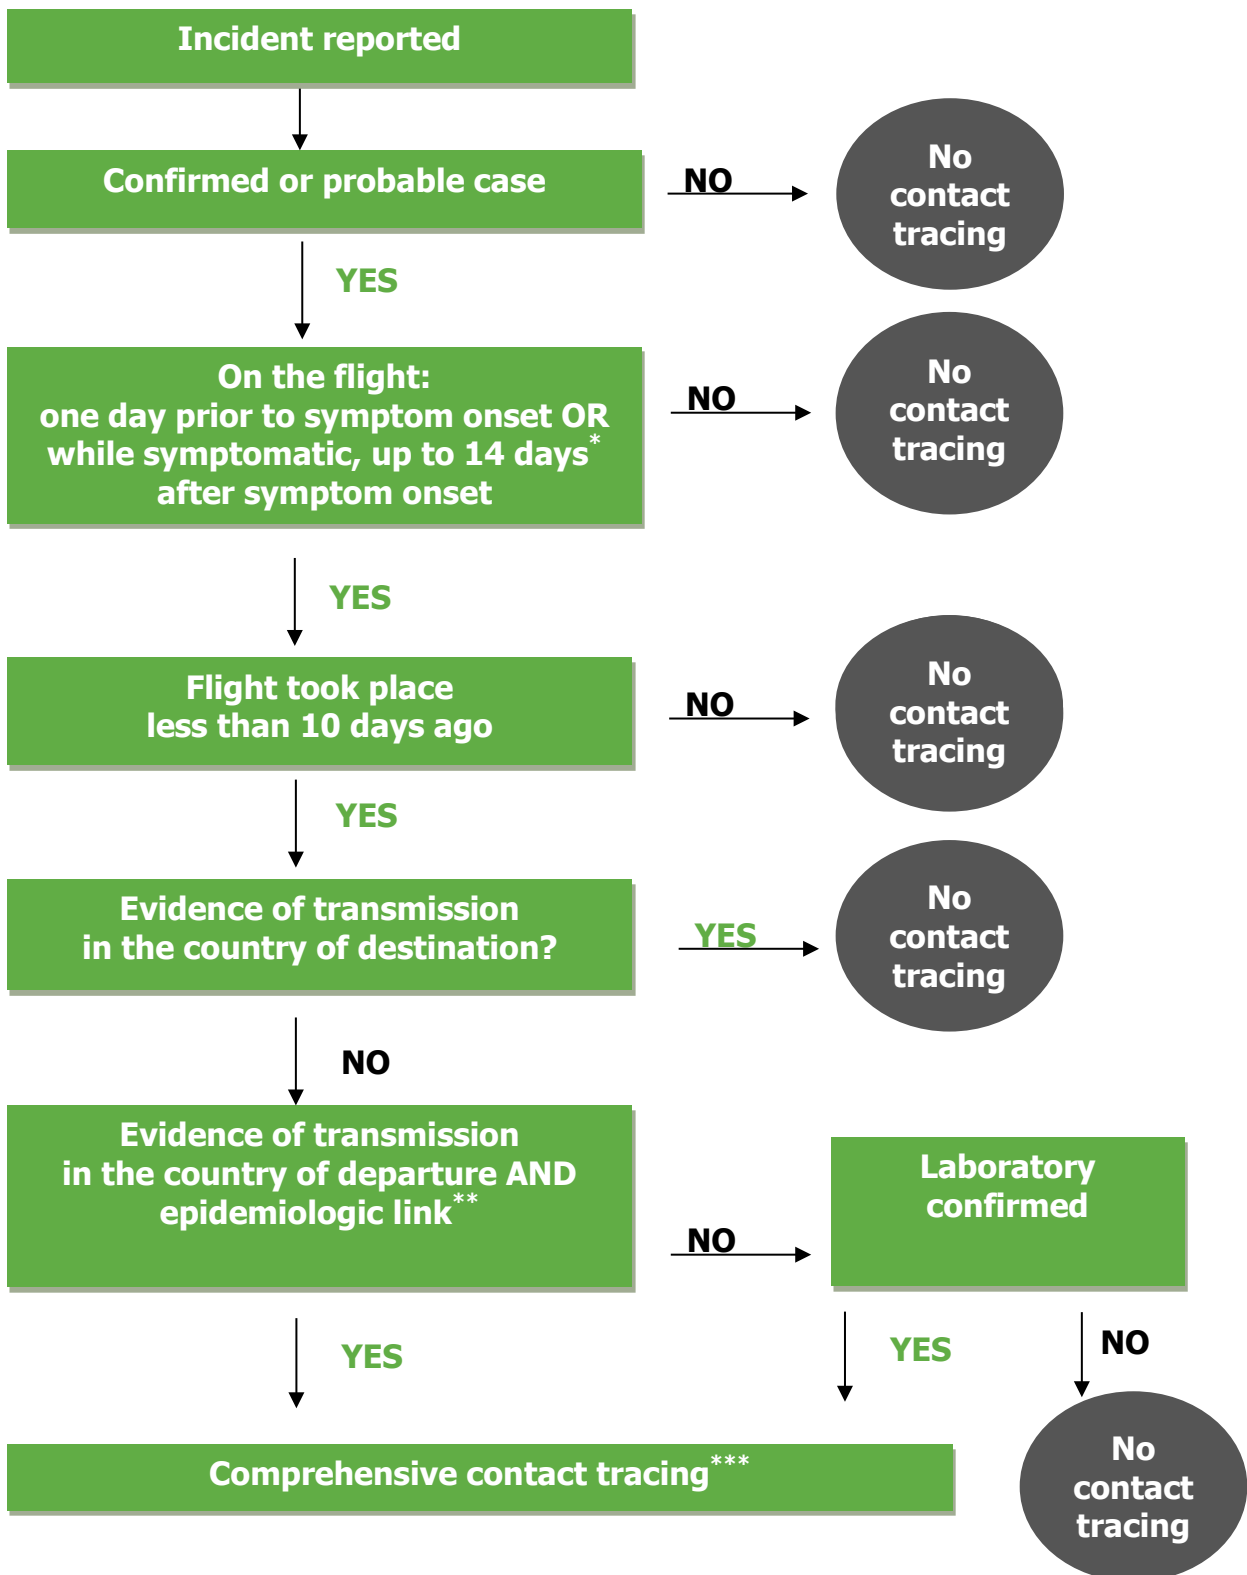 Incident reported
Confirmed or probable case
NO
No
contact
tracing
YES
On the flight:
one day prior to symptom onset OR
while symptomatic, up to 14 days*
after symptom onset
NO
No
contact
tracing
YES
Flight took place
less than 10 days ago
NO
No
contact
tracing
YES
Evidence of transmission
in the country of destination?
YES
No
contact
tracing
NO
Evidence of transmission
in the country of departure AND
epidemiologic link**
NO
Laboratory
confirmed
YES
YES
NO
Comprehensive contact tracing***
No
contact
tracing